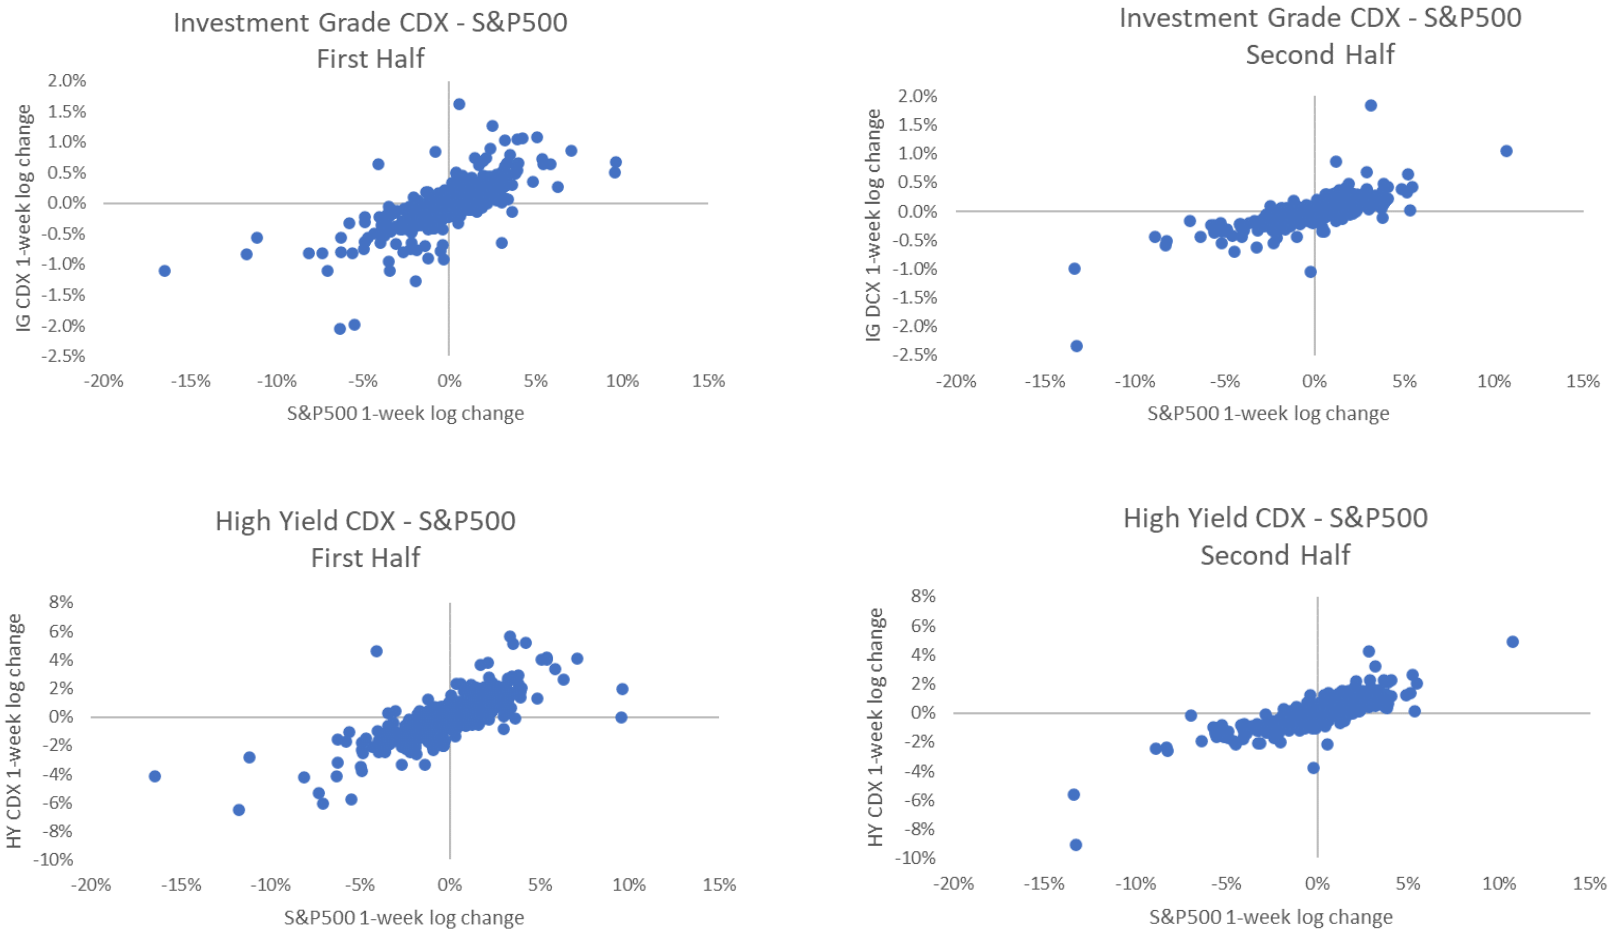 Investment Grade CDX - S&P500
First Half
2.0%
1.5%
1.0%
0.5%
0.0%
-0.5%
-1.0%
-1.5%
-2.0%
-2.5%
IG CDX 1-week log change
-20% -15% -10% -5% 0% 5% 10% 15%
S&P500 1-week log change
Investment Grade CDX - S&P500
Second Half
2.0%
1.5%
1.0%
0.5%
0.0%
-0.5%
-1.0%
-1.5%
-2.0%
-2.5%
IG DCX 1-week log change
-20% -15% -10% -5% 0% 5% 10% 15%
S&P500 1-week log change
High Yield CDX - S&P500
First Half
8%
6%
4%
2%
0%
-2%
-4%
-6%
-8%
-10%
HY CDX 1-week log change
-20% -15% -10% -5% 0% 5% 10% 15%
S&P500 1-week log change
High Yield CDX - S&P500
Second Half
8%
6%
4%
2%
0%
-2%
-4%
-6%
-8%
-10%
HY CDX 1-week log change
-20% -15% -10% -5% 0% 5% 10% 15%
S&P500 1-week log change